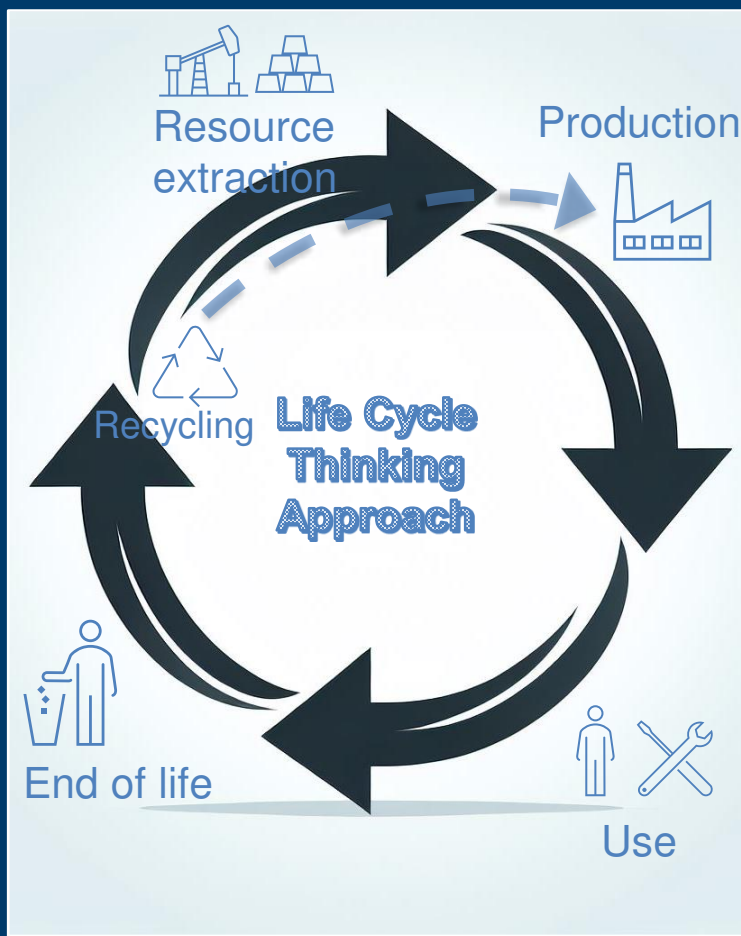 Resource
extraction
Production
Recycling
Life Cycle
Thinking
Approach
End of life
Use